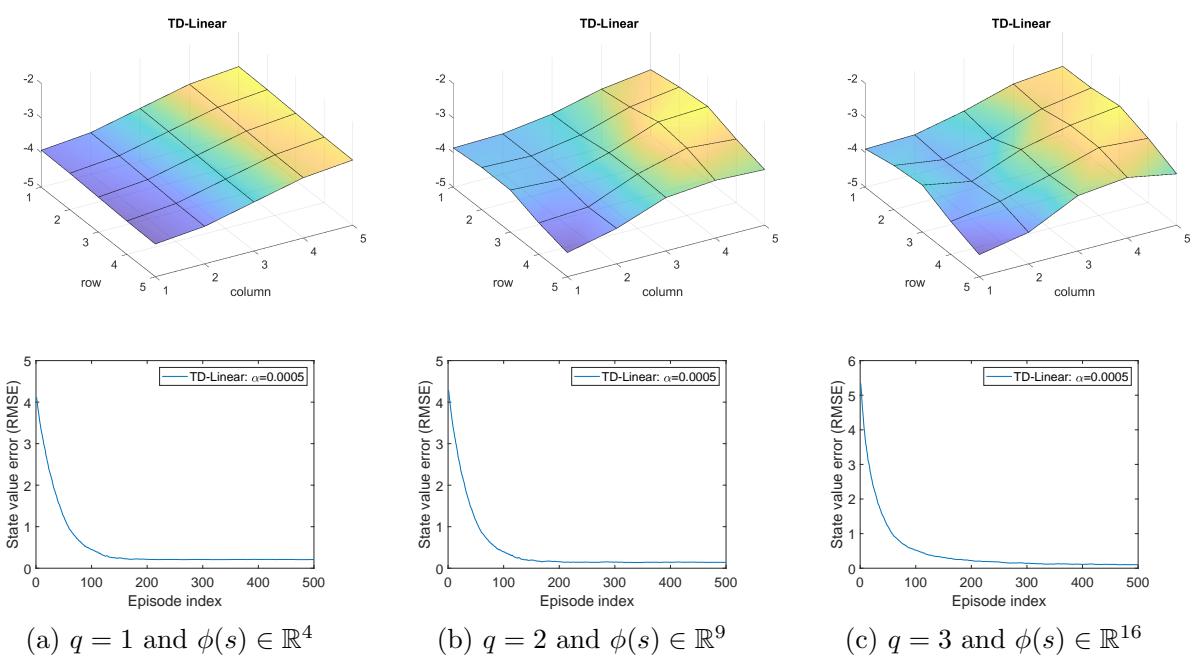 TD-Linear
-2
-3
-4
-5
1
2
3
4
5
row
1
2
3
4
5
column
TD-Linear
-2
-3
-4
-5
1
2
3
4
5
row
1
2
3
4
5
column
TD-Linear
-2
-3
-4
-5
1
2
3
4
5
row
1
2
3
4
5
column
State value error (RMSE)
5
4
3
2
1
0
TD-Linear: α=0.0005
0 100 200 300 400 500
Episode index
State value error (RMSE)
5
4
3
2
1
0
TD-Linear: α=0.0005
0 100 200 300 400 500
Episode index
State value error (RMSE)
6
5
4
3
2
1
0
TD-Linear: α=0.0005
0 100 200 300 400 500
Episode index
(a) q = 1 and ϕ(s) ∈ ℝ⁴
(b) q = 2 and ϕ(s) ∈ ℝ⁹
(c) q = 3 and ϕ(s) ∈ ℝ¹⁶